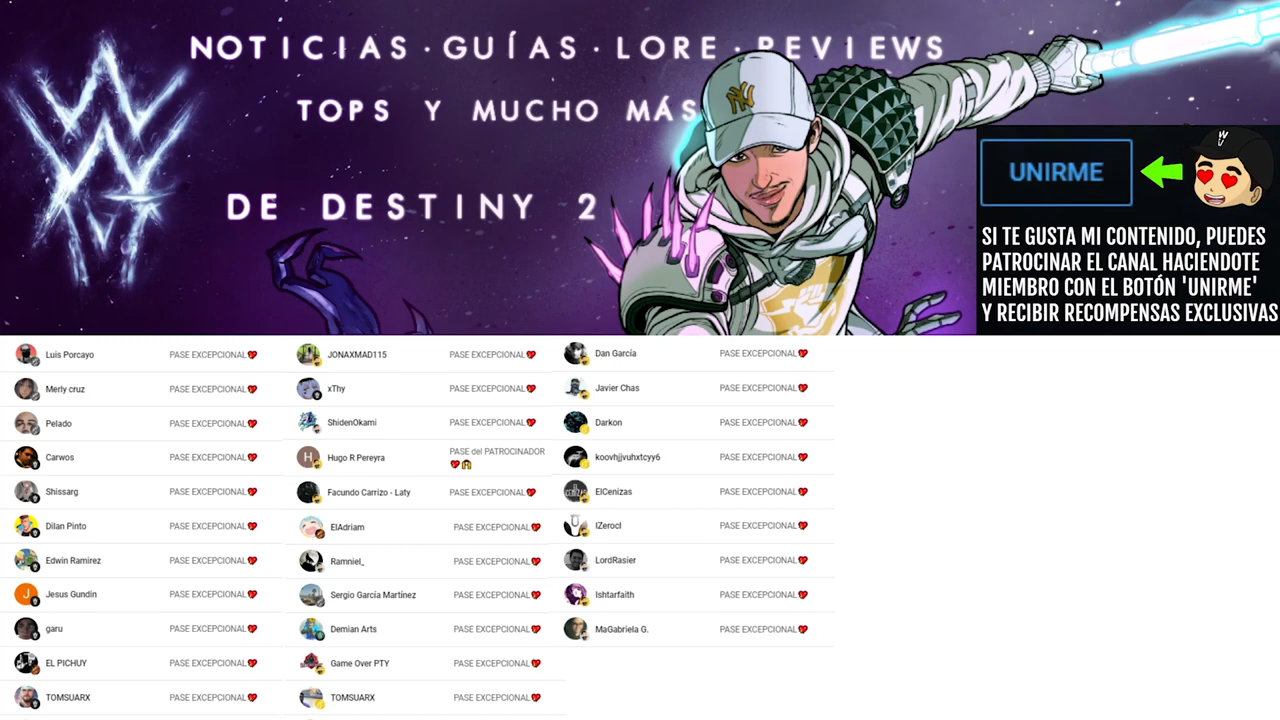 NOTICIAS · GUÍAS · LORE · REVIEWS
TOPS Y MUCHO MÁS
DE DESTINY 2
UNIRME
SI TE GUSTA MI CONTENIDO, PUEDES
PATROCINAR EL CANAL HACIENDOTE
MIEMBRO CON EL BOTÓN 'UNIRME'
Y RECIBIR RECOMPENSAS EXCLUSIVAS
Luis Porcayo PASE EXCEPCIONAL
Merly cruz PASE EXCEPCIONAL
Pelado PASE EXCEPCIONAL
Carwos PASE EXCEPCIONAL
Shissarg PASE EXCEPCIONAL
Dilan Pinto PASE EXCEPCIONAL
Edwin Ramírez PASE EXCEPCIONAL
J Jesus Gundin PASE EXCEPCIONAL
garu PASE EXCEPCIONAL
EL PICHUY PASE EXCEPCIONAL
TOMSUARX PASE EXCEPCIONAL
JONAXMAD115 PASE EXCEPCIONAL
xThy PASE EXCEPCIONAL
ShidenOkami PASE EXCEPCIONAL
H Hugo R Pereyra PASE del PATROCINADOR
Facundo Carrizo - Laty PASE EXCEPCIONAL
ElAdriam PASE EXCEPCIONAL
Ramniel_ PASE EXCEPCIONAL
Sergio García Martínez PASE EXCEPCIONAL
Demian Arts PASE EXCEPCIONAL
Game Over PTY PASE EXCEPCIONAL
TOMSUARX PASE EXCEPCIONAL
Dan García PASE EXCEPCIONAL
Javier Chas PASE EXCEPCIONAL
Darkon PASE EXCEPCIONAL
koovhjjvuhxtcyy6 PASE EXCEPCIONAL
ElCenizas PASE EXCEPCIONAL
IZerocI PASE EXCEPCIONAL
LordRasier PASE EXCEPCIONAL
Ishtarfaith PASE EXCEPCIONAL
MaGabriela G. PASE EXCEPCIONAL